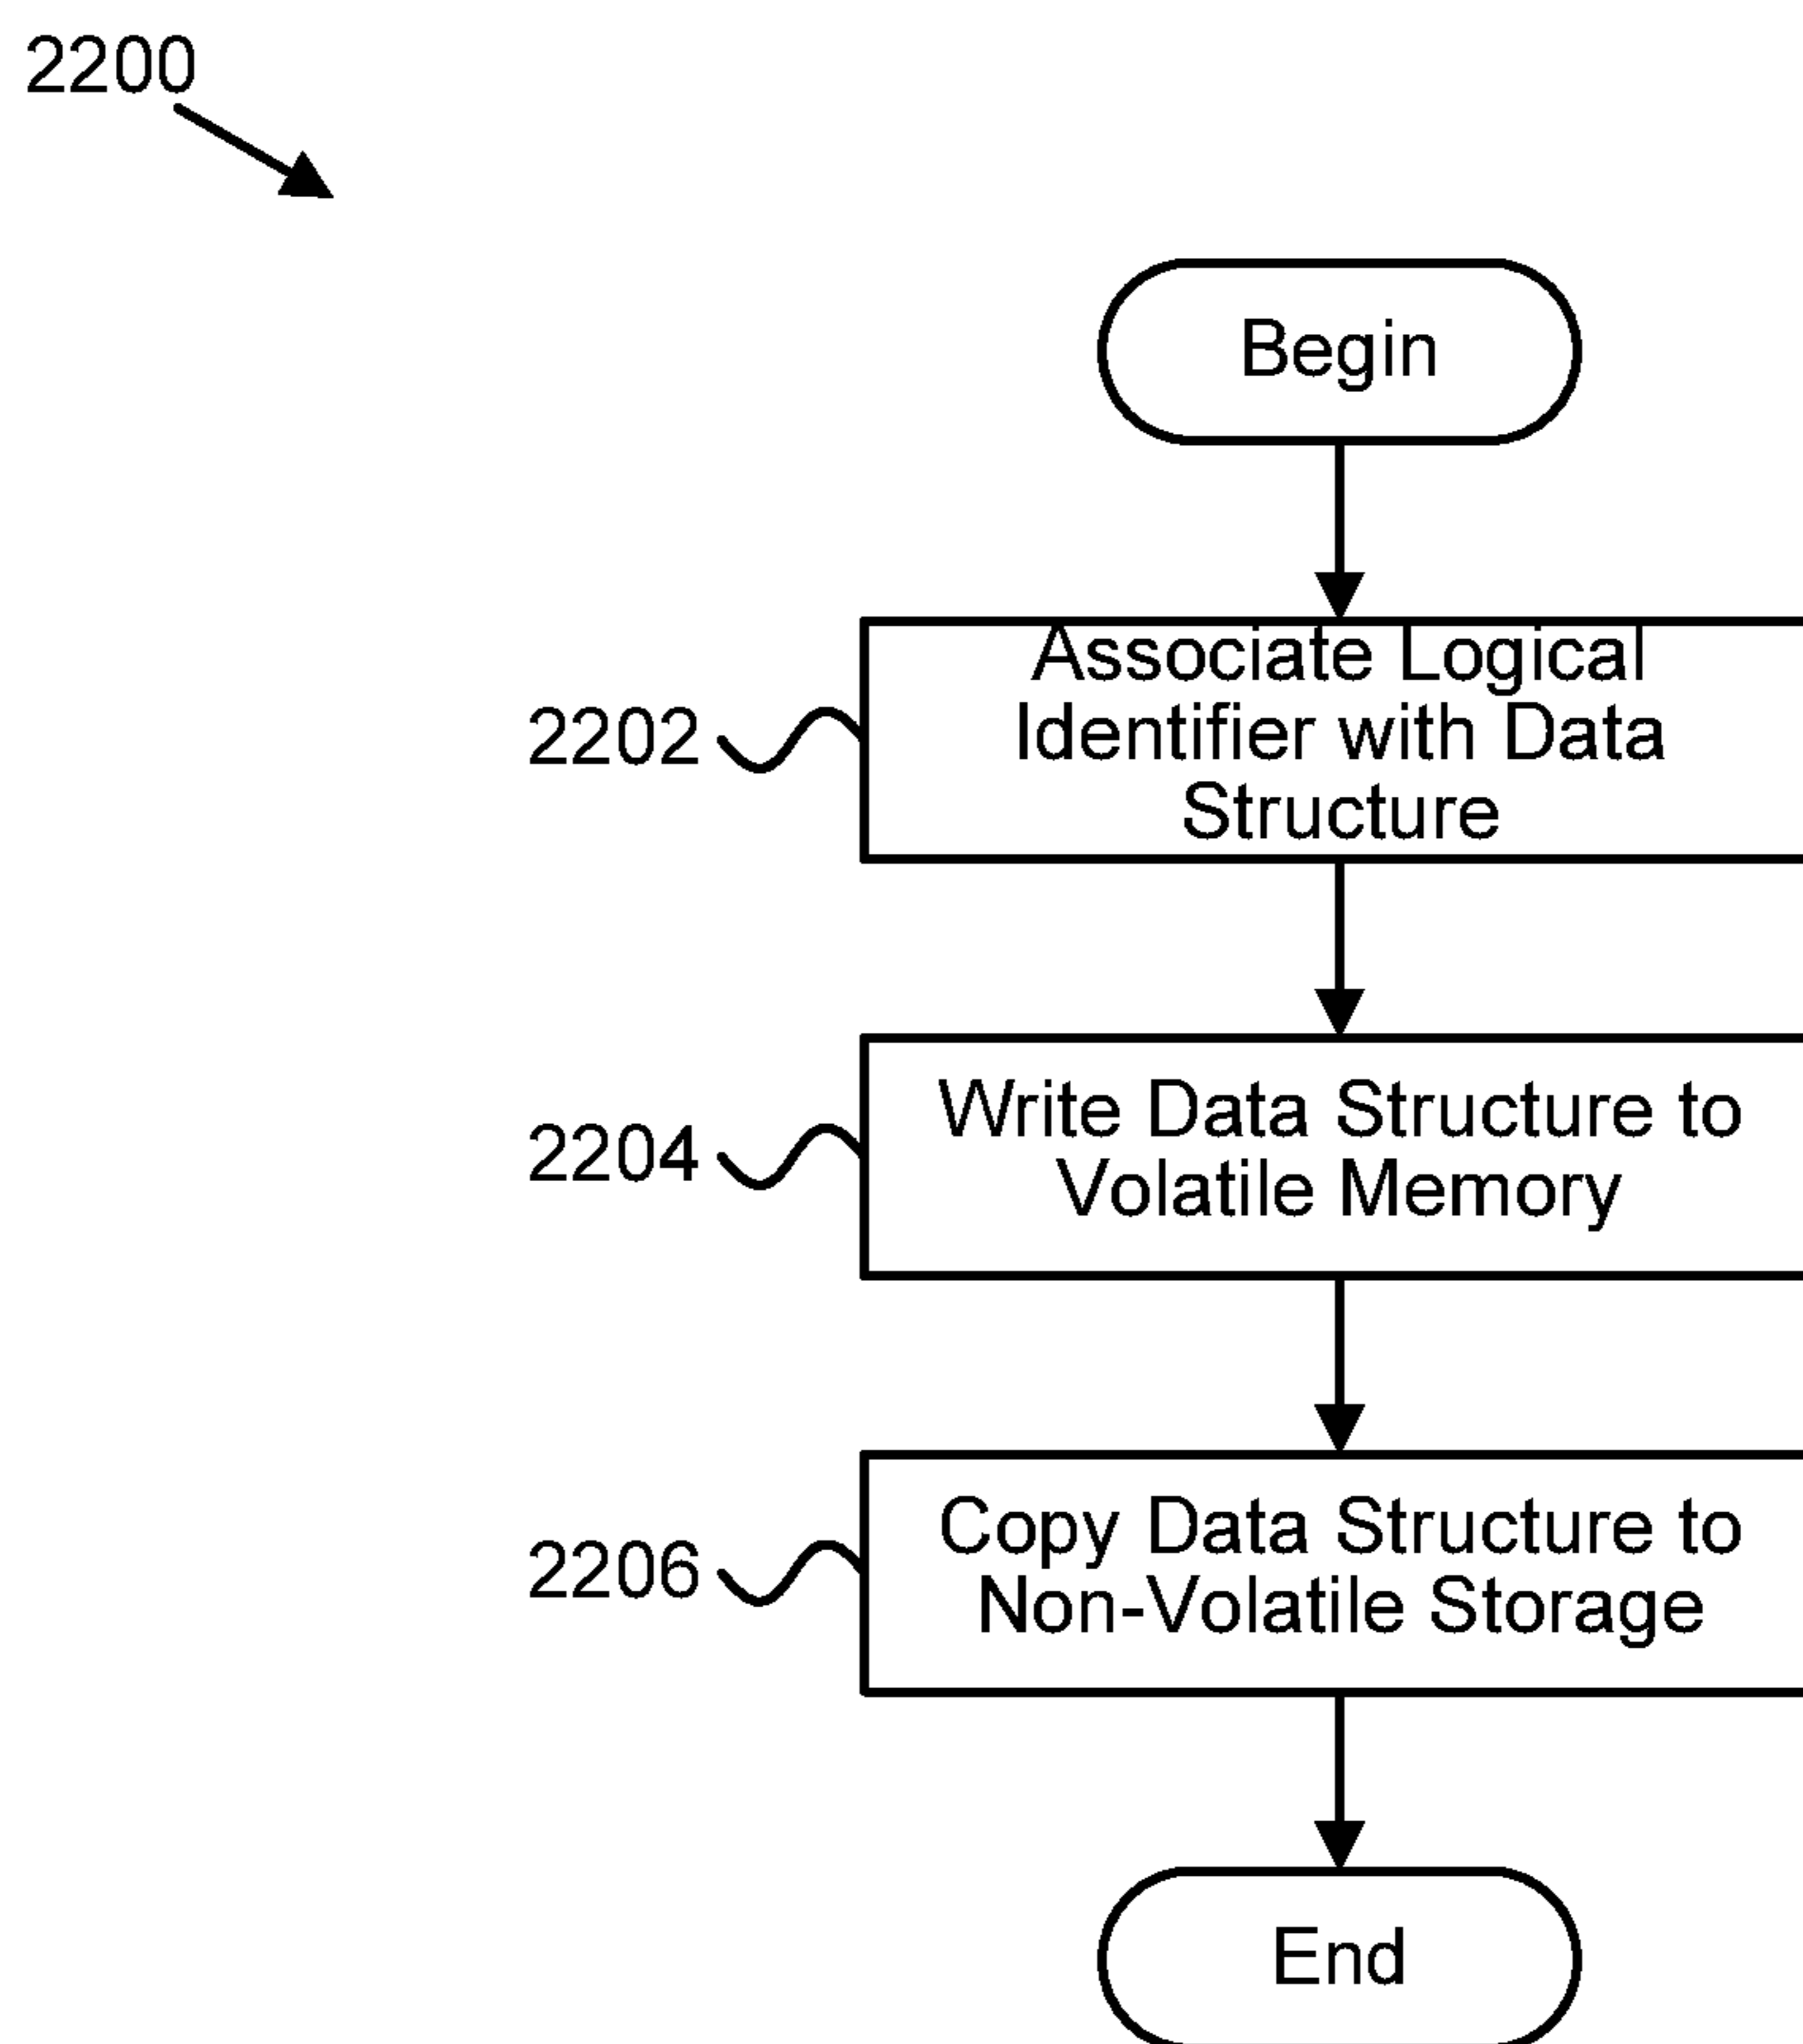 2200
Begin
Associate Logical
Identifier with Data
Structure
2202
Write Data Structure to
Volatile Memory
2204
Copy Data Structure to
Non-Volatile Storage
2206
End